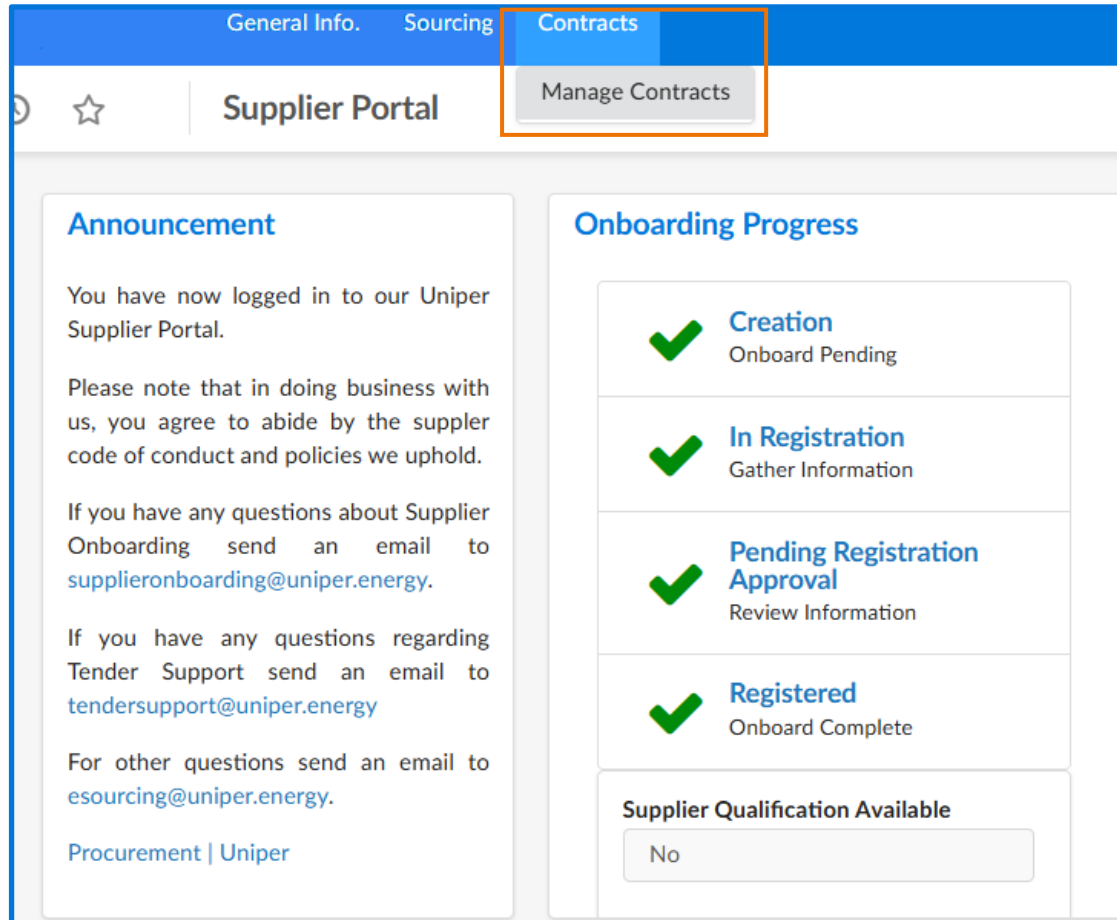 General Info. Sourcing Contracts
Manage Contracts
Supplier Portal
Announcement
You have now logged in to our Uniper
Supplier Portal.
Please note that in doing business with
us, you agree to abide by the suppler
code of conduct and policies we uphold.
If you have any questions about Supplier
Onboarding send an email to
supplieronboarding@uniper.energy.
If you have any questions regarding
Tender Support send an email to
tendersupport@uniper.energy
For other questions send an email to
esourcing@uniper.energy.
Procurement | Uniper
Onboarding Progress
Creation
Onboard Pending
In Registration
Gather Information
Pending Registration
Approval
Review Information
Registered
Onboard Complete
Supplier Qualification Available
No